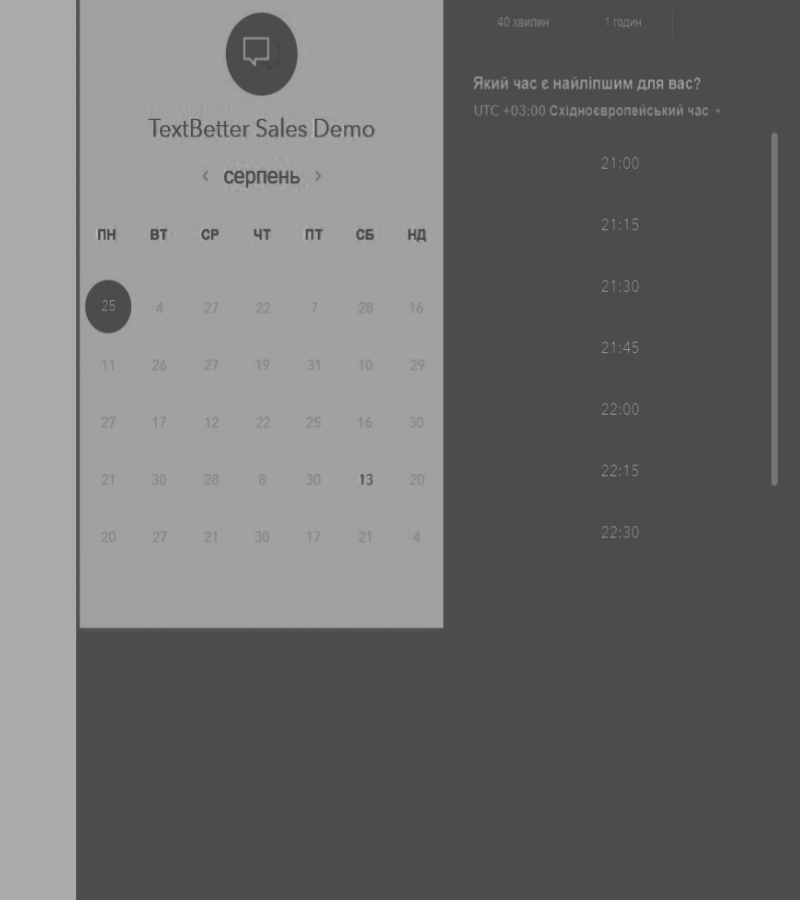 TextBetter Sales Demo
серпень
ПН ВТ СР ЧТ ПТ СБ НД
25 4 27 22 7 28 16
11 26 27 19 31 10 29
27 17 12 22 25 16 30
21 30 28 8 30 13 20
20 27 21 30 17 21 4
40 хвилин 1 годин
Який час є найліпшим для вас?
UTC +03:00 Східноєвропейський час
21:00
21:15
21:30
21:45
22:00
22:15
22:30